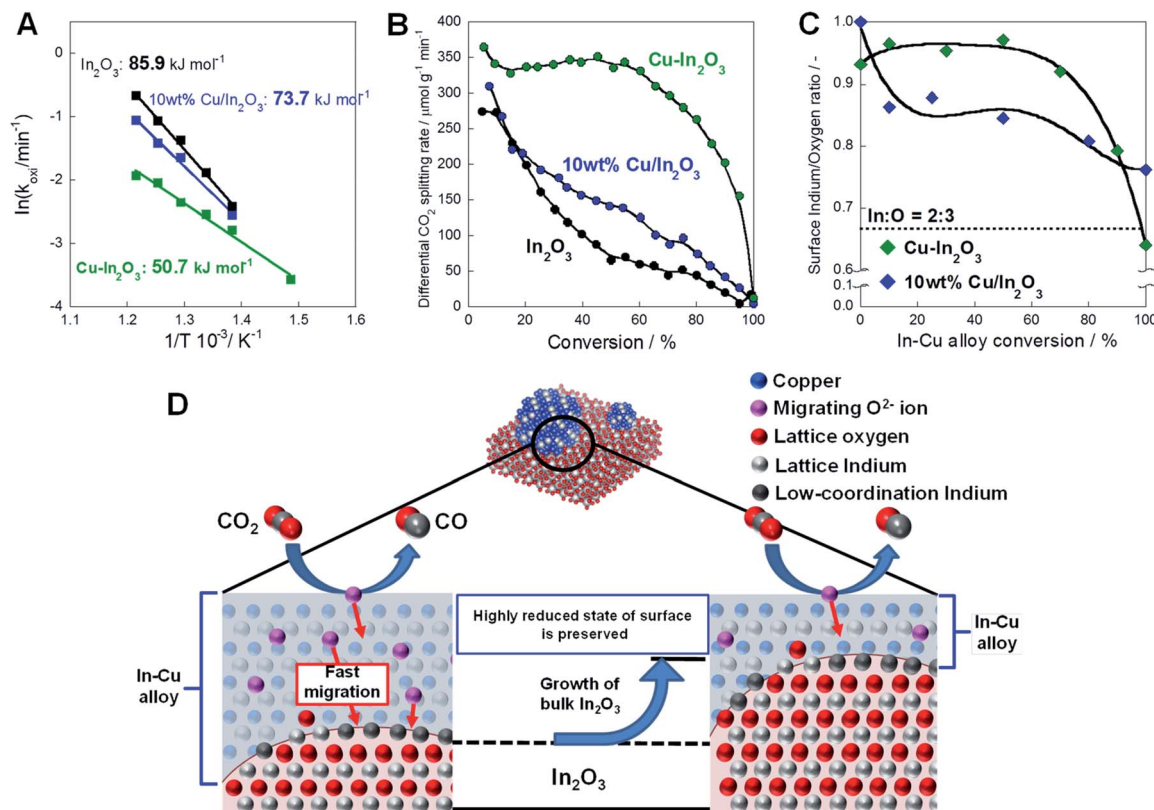 A
In₂O₃: 85.9 kJ mol⁻¹
10wt% Cu/In₂O₃: 73.7 kJ mol⁻¹
Cu-In₂O₃: 50.7 kJ mol⁻¹
ln(k_oxi/min⁻¹)
0
-1
-2
-3
-4
1.1 1.2 1.3 1.4 1.5 1.6
1/T 10⁻³/ K⁻¹
B
Differential CO₂ splitting rate / μmol g⁻¹ min⁻¹
400
350
300
250
200
150
100
50
0
Cu-In₂O₃
10wt% Cu/In₂O₃
In₂O₃
0 20 40 60 80 100
Conversion / %
C
Surface Indium/Oxygen ratio / -
1.0
0.9
0.8
0.7
0.6
0.1
0.0
In:O = 2:3
Cu-In₂O₃
10wt% Cu/In₂O₃
0 20 40 60 80 100
In-Cu alloy conversion / %
D
Copper
Migrating O²⁻ ion
Lattice oxygen
Lattice Indium
Low-coordination Indium
CO₂
CO
In-Cu
alloy
Fast
migration
Highly reduced state of surface
is preserved
Growth of
bulk In₂O₃
In₂O₃
In-Cu
alloy